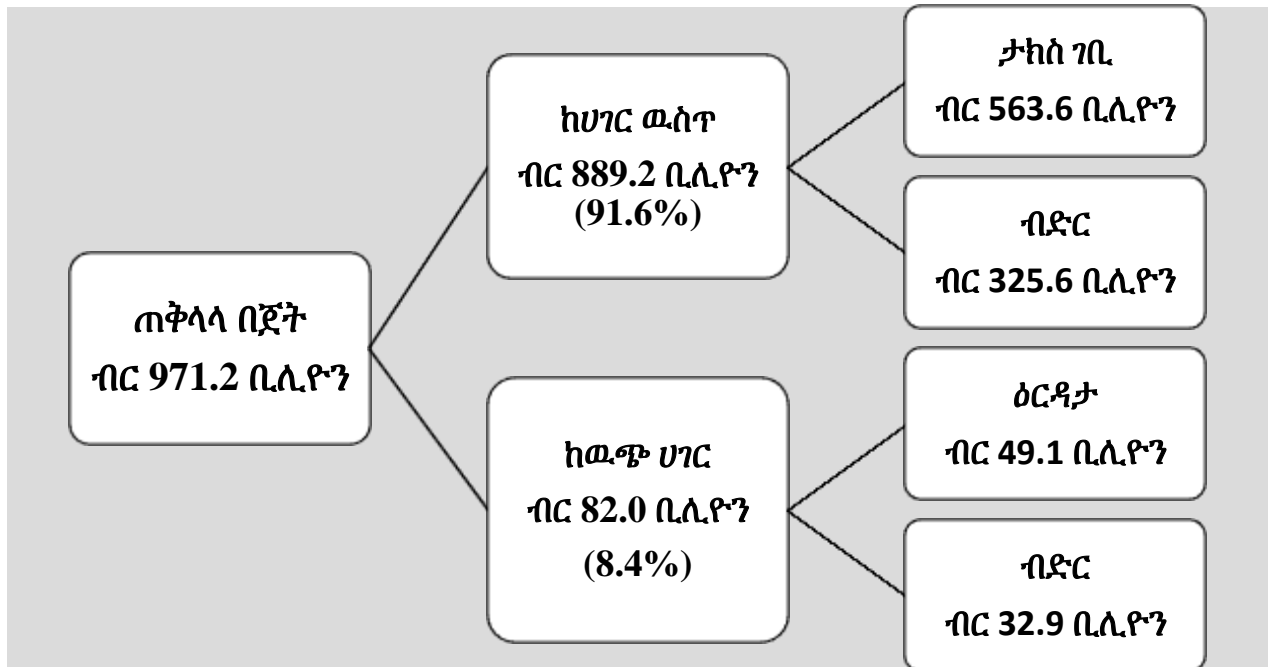 ጠቅላላ በጀት
ብር 971.2 ቢሊዮን
ከሀገር ዉስጥ
ብር 889.2 ቢሊዮን
(91.6%)
ታክስ ገቢ
ብር 563.6 ቢሊዮን
ብድር
ብር 325.6 ቢሊዮን
ከዉጭ ሀገር
ብር 82.0 ቢሊዮን
(8.4%)
ዕርዳታ
ብር 49.1 ቢሊዮን
ብድር
ብር 32.9 ቢሊዮን